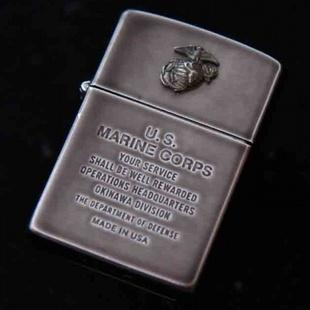 U.S.
MARINE CORPS
YOUR SERVICE
SHALL BE WELL REWARDED
OPERATIONS HEADQUARTERS
OKINAWA DIVISION
THE DEPARTMENT OF DEFENSE
MADE IN USA